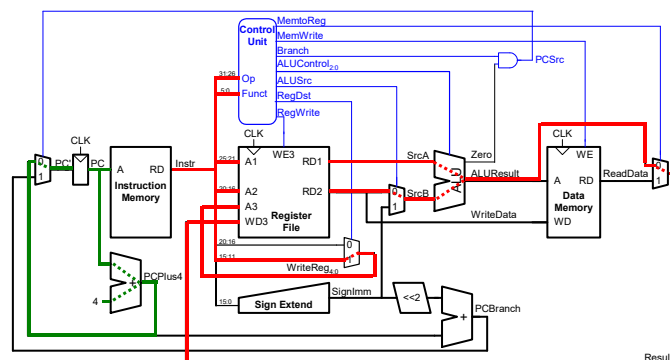 MemtoReg
Control
Unit
MemWrite
Branch
ALUControl2:0
PCSrc
31:26
Op
ALUSrc
5:0
Funct
RegDst
RegWrite
CLK
CLK
CLK
WE3
Zero
WE
0
1
PC'
PC
A
RD
Instr
25:21
A1
RD1
SrcA
ALU
ALUResult
A
RD
ReadData
0
1
Instruction
Memory
20:16
A2
RD2
0
1
SrcB
Data
Memory
A3
WD3
Register
File
WriteData
WD
20:16
0
15:11
1
WriteReg4:0
PCPlus4
+
4
SignImm
15:0
Sign Extend
<<2
+
PCBranch
Resul